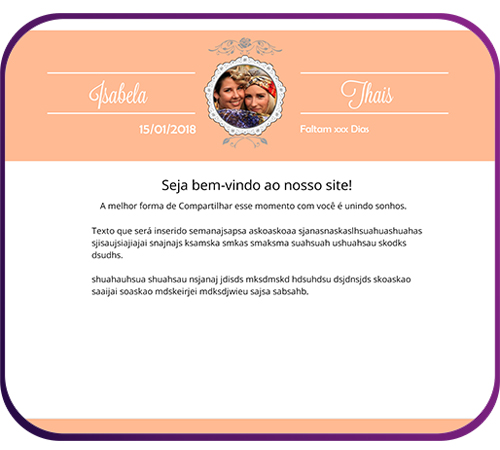 Isabela
Thais
15/01/2018
Faltam xxx Dias
Seja bem-vindo ao nosso site!
A melhor forma de Compartilhar esse momento com você é unindo sonhos.
Texto que será inserido semanajsapsa askoaskoaa sjanasnaskaslhsuahuashuahas
sjisaujsiajiajai snajnajs ksamska smkas smaksma suahsuah ushuahsau skodks
dsudhs.
shuahauhsua shuahsau nsjanaj jdisds mksdmskd hdsuhdsu dsjdnsjds skoaskao
saaijai soaskao mdskeirjei mdksdjwieu sajsa sabsahb.